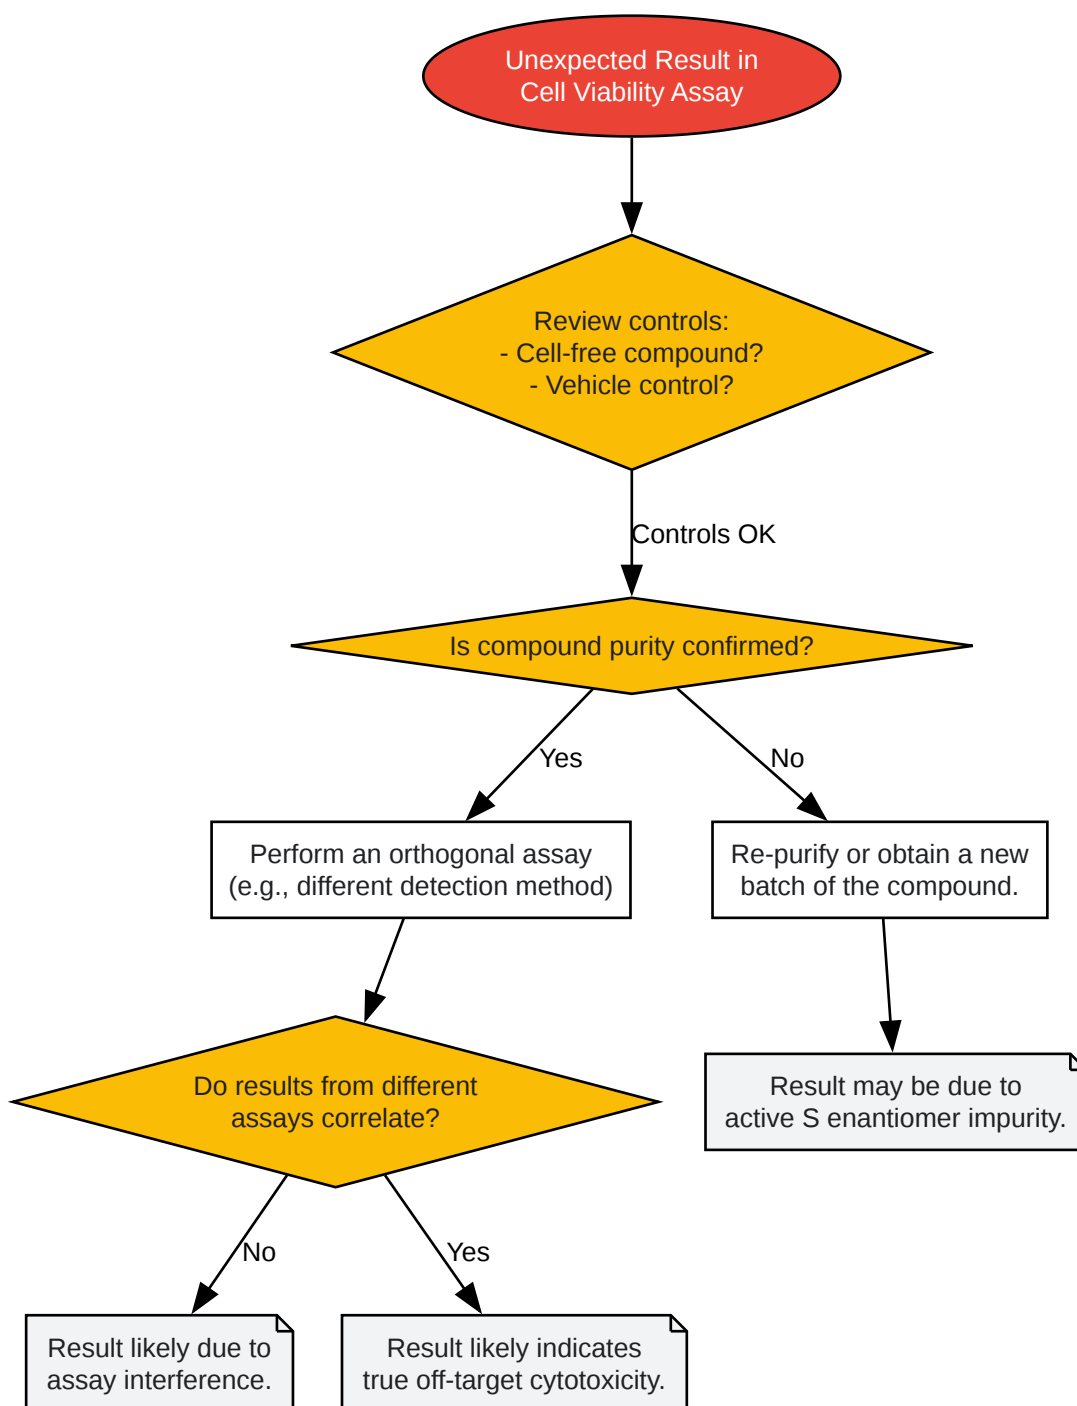 Unexpected Result in
Cell Viability Assay
Review controls:
- Cell-free compound?
- Vehicle control?
Controls OK
Is compound purity confirmed?
Yes
No
Perform an orthogonal assay
(e.g., different detection method)
Re-purify or obtain a new
batch of the compound.
Do results from different
assays correlate?
Result may be due to
active S enantiomer impurity.
No
Yes
Result likely due to
assay interference.
Result likely indicates
true off-target cytotoxicity.